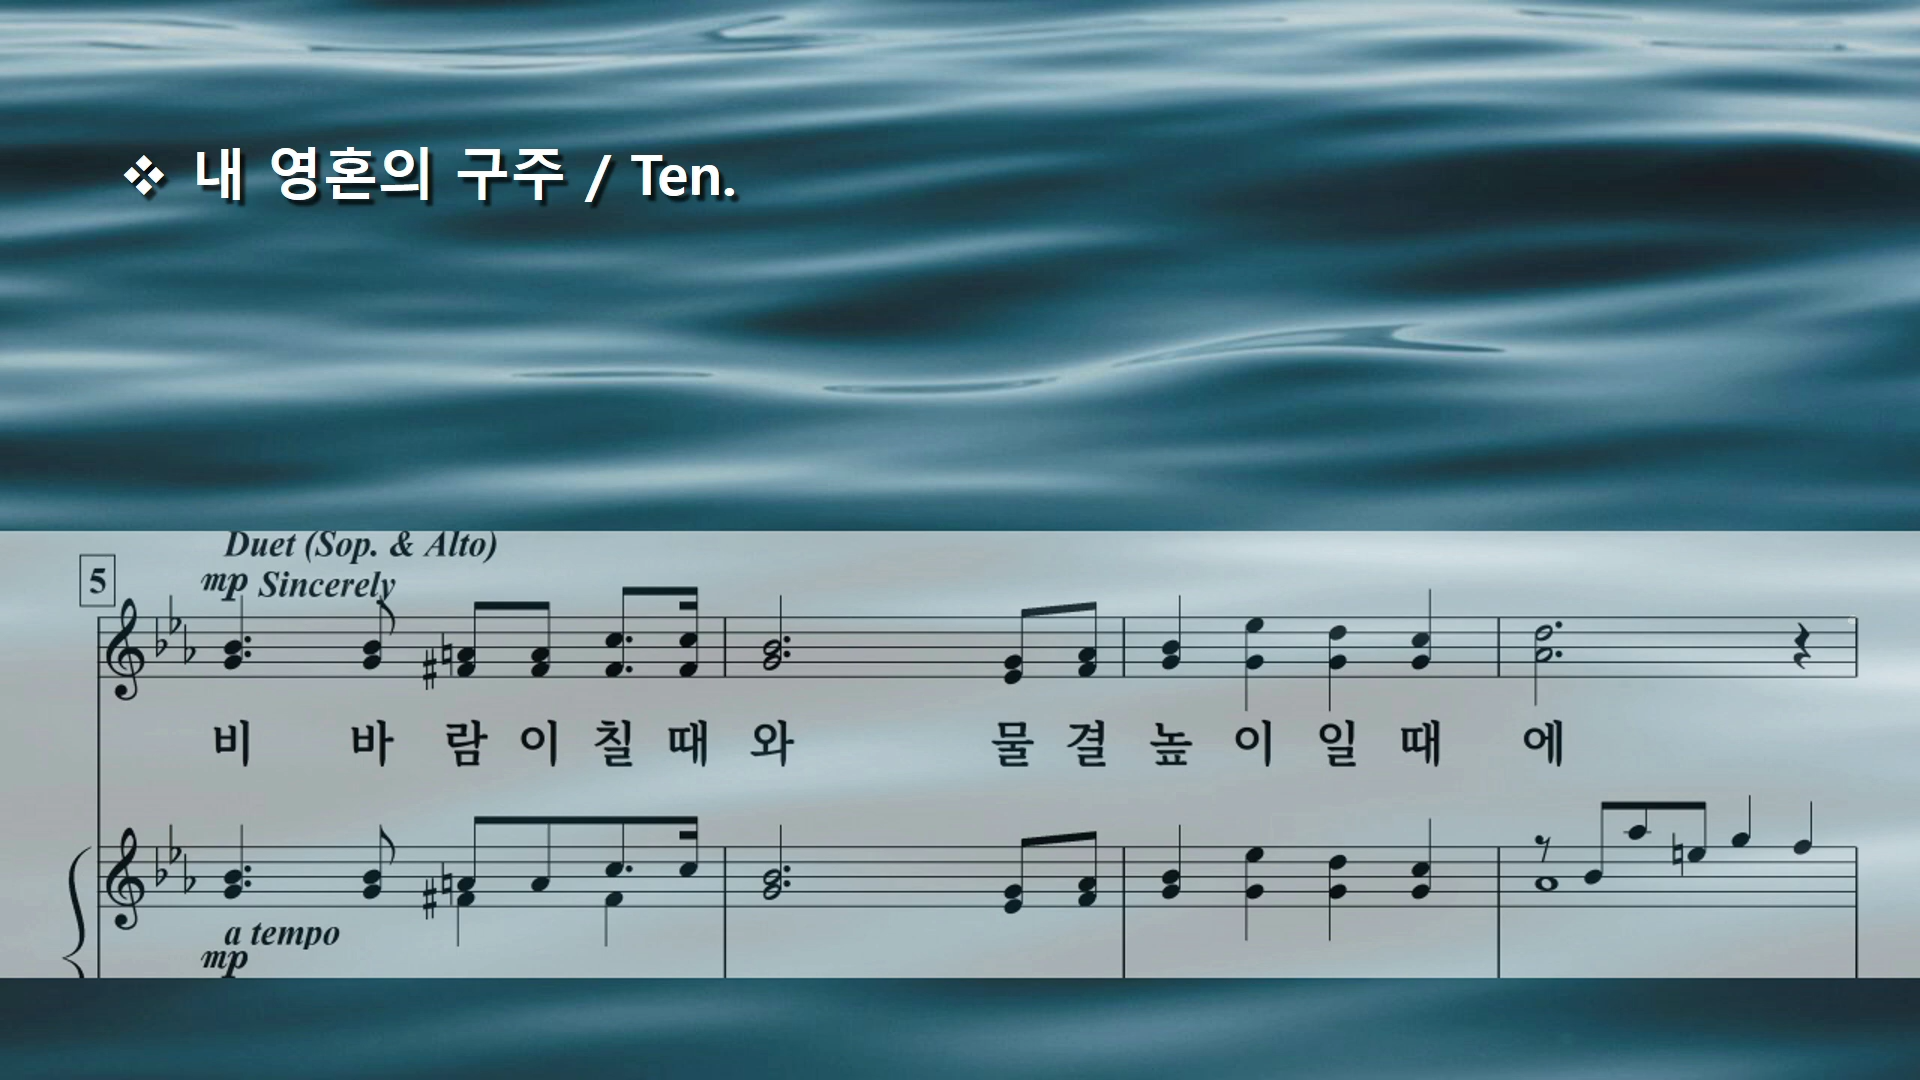 ❖ 내 영혼의 구주 / Ten.
Duet (Sop. & Alto)
5
mp Sincerely
비 바 람 이 칠 때 와 물 결 높 이 일 때 에
a tempo
mp